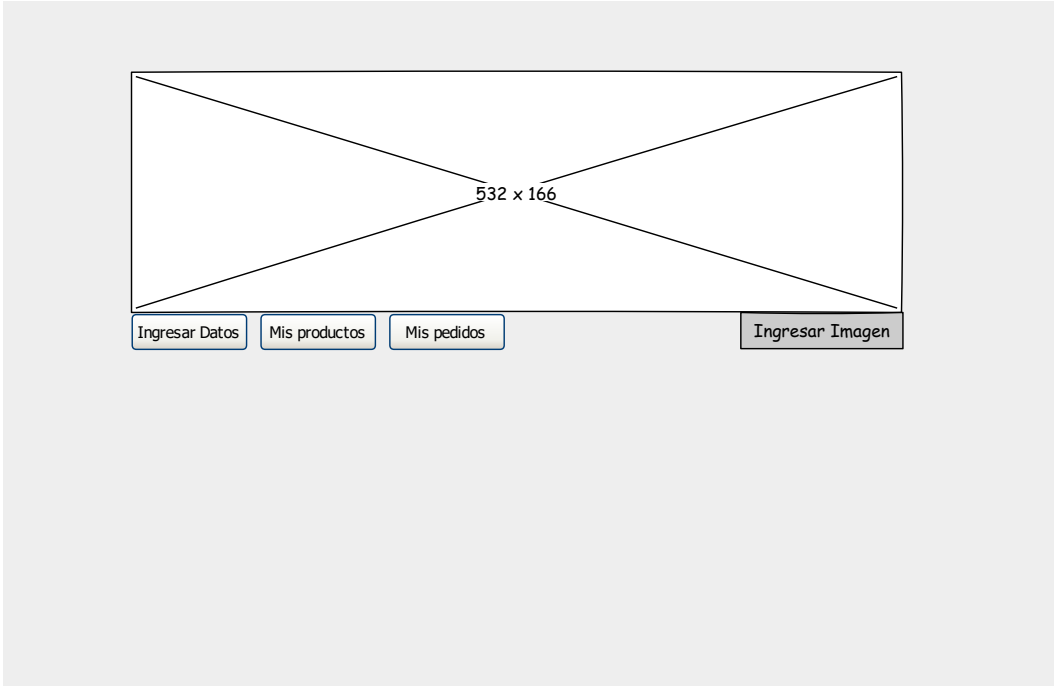 532 x 166
Ingresar Datos
Mis productos
Mis pedidos
Ingresar Imagen